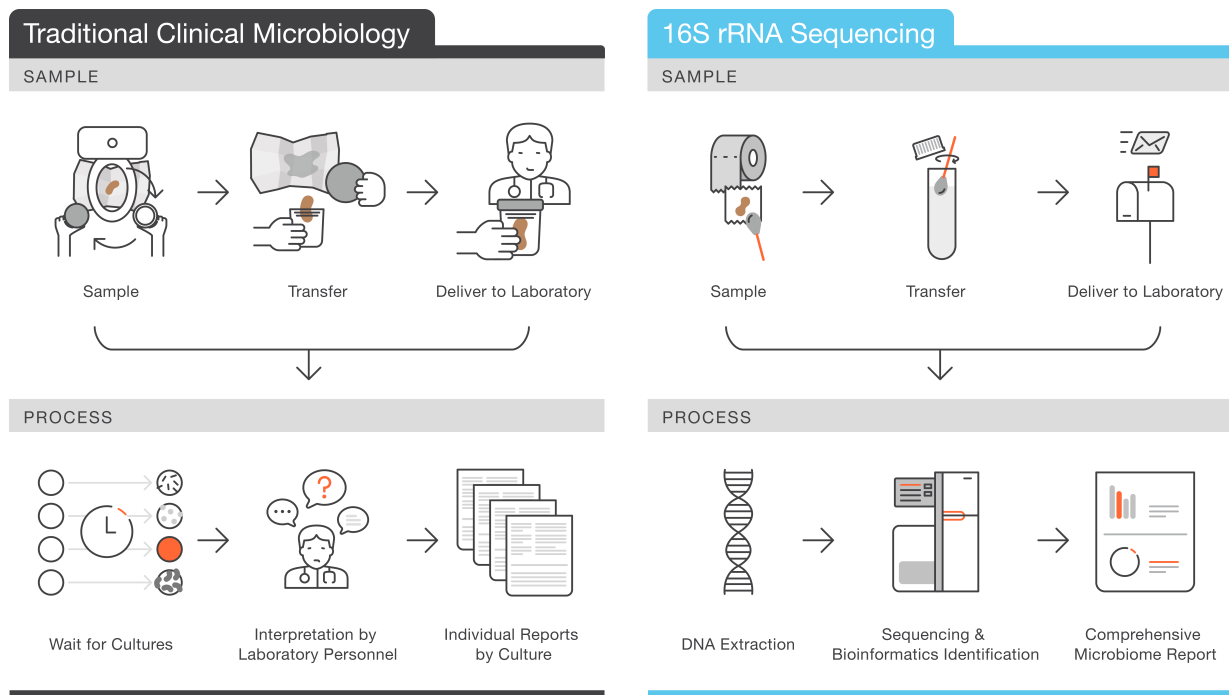 Traditional Clinical Microbiology
SAMPLE
Sample
Transfer
Deliver to Laboratory
PROCESS
?
Wait for Cultures
Interpretation by
Laboratory Personnel
Individual Reports
by Culture
16S rRNA Sequencing
SAMPLE
Sample
Transfer
Deliver to Laboratory
PROCESS
DNA Extraction
Sequencing &
Bioinformatics Identification
Comprehensive
Microbiome Report